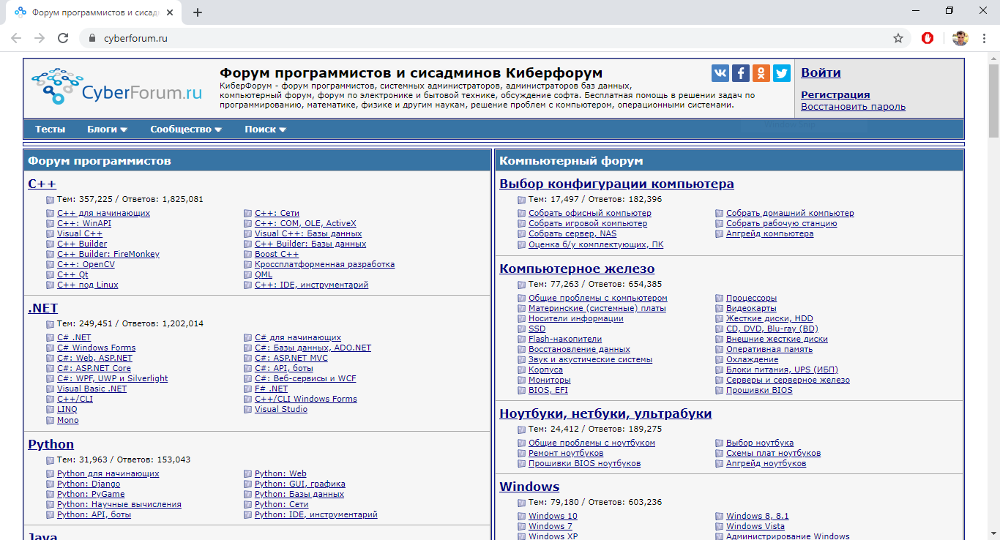 Форум программистов и сисад
cyberforum.ru
CyberForum.ru
Форум программистов и сисадминов Киберфорум
КиберФорум - форум программистов, системных администраторов, администраторов баз данных,
компьютерный форум, форум по электронике и бытовой технике, обсуждение софта. Бесплатная помощь в решении задач по
программированию, математике, физике и другим наукам, решение проблем с компьютером, операционными системами.
Войти
Регистрация
Восстановить пароль
Тесты Блоги Сообщество Поиск
Форум программистов
C++
Тем: 357,225 / Ответов: 1,825,081
C++ для начинающих C++: Сети
C++: WinAPI C++: COM, OLE, ActiveX
Visual C++ Visual C++: Базы данных
C++ Builder C++ Builder: Базы данных
C++ Builder: FireMonkey Boost C++
C++: OpenCV Кроссплатформенная разработка
C++ Qt QML
C++ под Linux C++: IDE, инструментарий
.NET
Тем: 249,451 / Ответов: 1,202,014
C# .NET C# для начинающих
C# Windows Forms C#: Базы данных, ADO.NET
C#: Web, ASP.NET C#: ASP.NET MVC
C#: ASP.NET Core C#: API, боты
C#: WPF, UWP и Silverlight C#: Веб-сервисы и WCF
Visual Basic .NET F# .NET
C++/CLI C++/CLI Windows Forms
LINQ Visual Studio
Mono
Python
Тем: 31,963 / Ответов: 153,043
Python для начинающих Python: Web
Python: Django Python: GUI, графика
Python: PyGame Python: Базы данных
Python: Научные вычисления Python: Сети
Python: API, боты Python: IDE, инструментарий
Java
Компьютерный форум
Выбор конфигурации компьютера
Тем: 17,497 / Ответов: 182,396
Собрать офисный компьютер Собрать домашний компьютер
Собрать игровой компьютер Собрать рабочую станцию
Собрать сервер, NAS Апгрейд компьютера
Оценка б/у комплектующих, ПК
Компьютерное железо
Тем: 77,263 / Ответов: 654,385
Общие проблемы с компьютером Процессоры
Материнские (системные) платы Видеокарты
Носители информации Жесткие диски, HDD
SSD CD, DVD, Blu-ray (BD)
Flash-накопители Внешние жесткие диски
Восстановление данных Оперативная память
Звук и акустические системы Охлаждение
Корпуса Блоки питания, UPS (ИБП)
Мониторы Серверы и серверное железо
BIOS, EFI Прошивки BIOS
Ноутбуки, нетбуки, ультрабуки
Тем: 24,412 / Ответов: 189,275
Общие проблемы с ноутбуком Выбор ноутбука
Ремонт ноутбуков Схемы плат ноутбуков
Прошивки BIOS ноутбуков Апгрейд ноутбуков
Windows
Тем: 79,180 / Ответов: 603,236
Windows 10 Windows 8, 8.1
Windows 7 Windows Vista
Windows XP Администрирование Windows